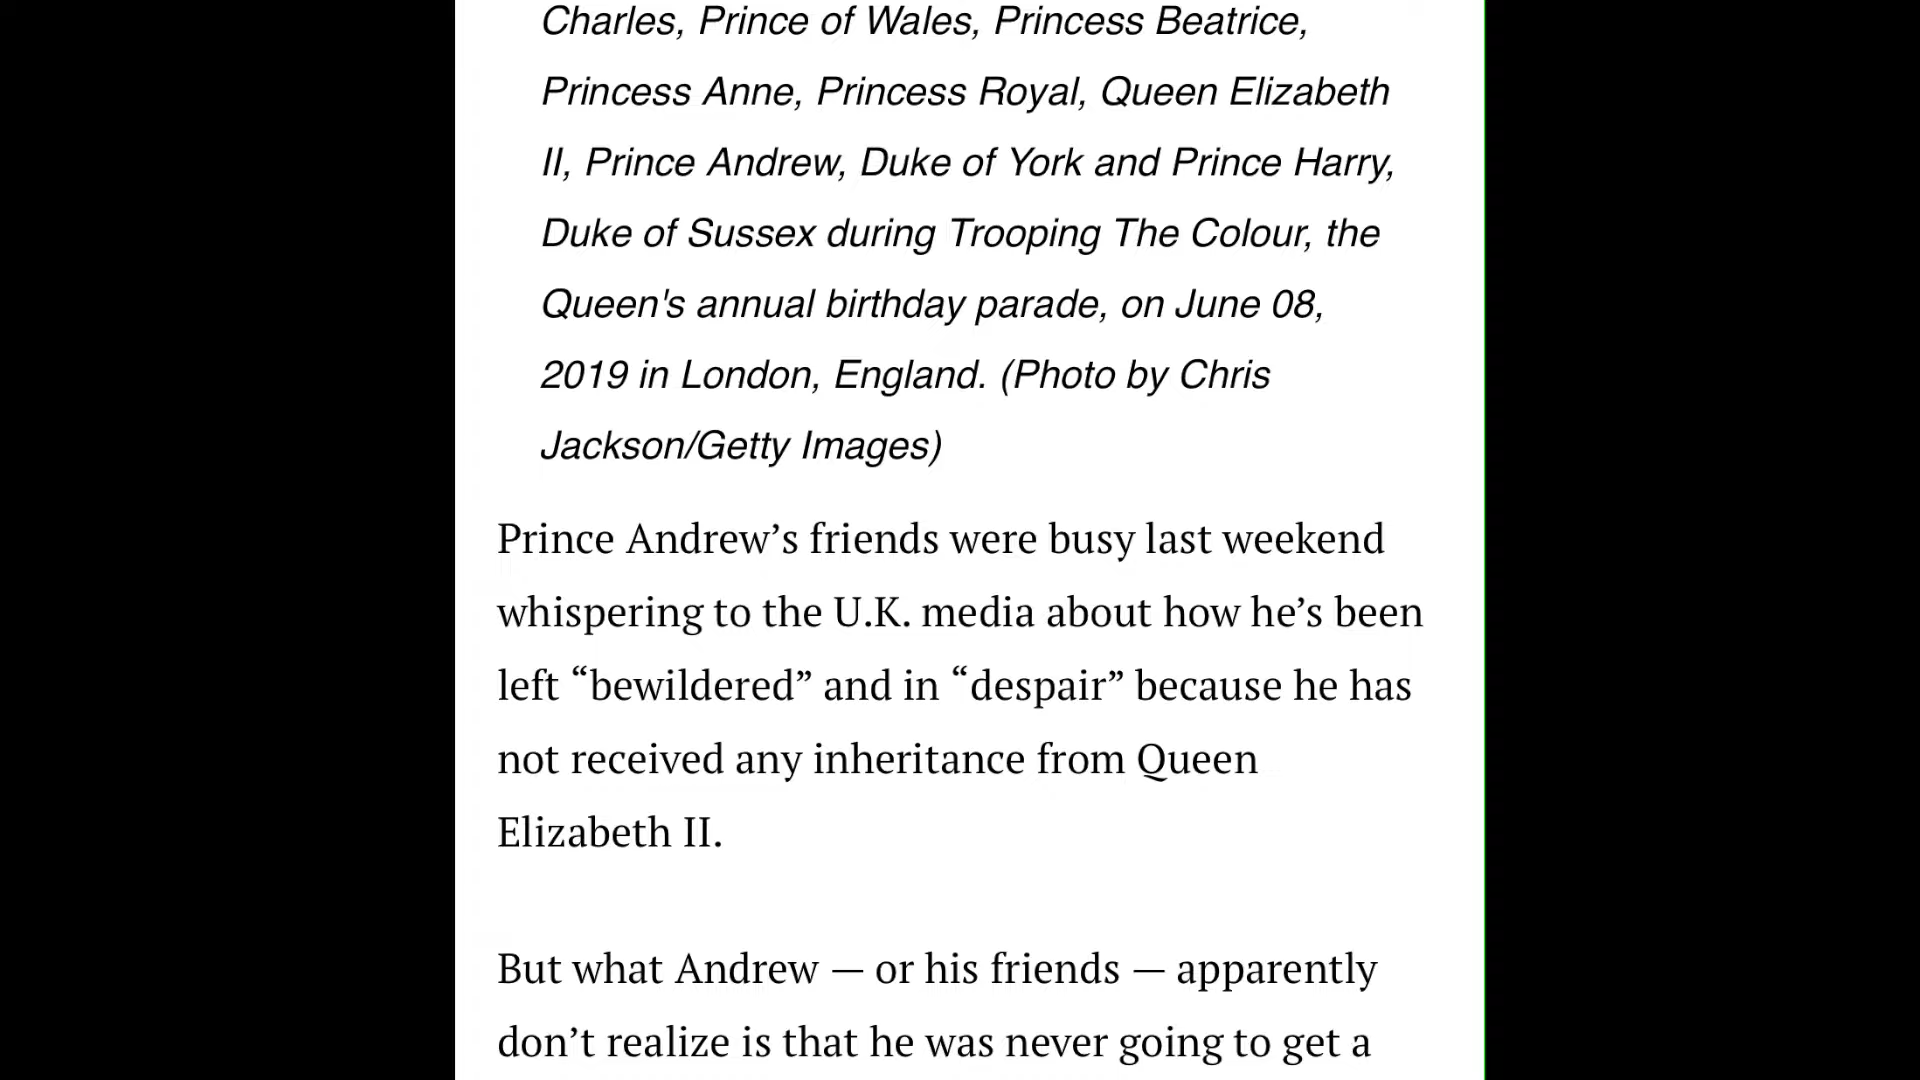 Charles, Prince of Wales, Princess Beatrice,
Princess Anne, Princess Royal, Queen Elizabeth
II, Prince Andrew, Duke of York and Prince Harry,
Duke of Sussex during Trooping The Colour, the
Queen's annual birthday parade, on June 08,
2019 in London, England. (Photo by Chris
Jackson/Getty Images)
Prince Andrew’s friends were busy last weekend
whispering to the U.K. media about how he’s been
left “bewildered” and in “despair” because he has
not received any inheritance from Queen
Elizabeth II.
But what Andrew — or his friends — apparently
don’t realize is that he was never going to get a